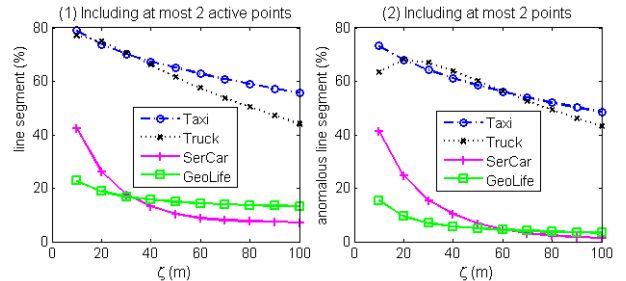 (1) Including at most 2 active points
line segment (%)
80
60
40
20
0
0 20 40 60 80 100
ζ (m)
Taxi
Truck
SerCar
GeoLife
(2) Including at most 2 points
anomalous line segment (%)
80
60
40
20
0
0 20 40 60 80 100
ζ (m)
Taxi
Truck
SerCar
GeoLife